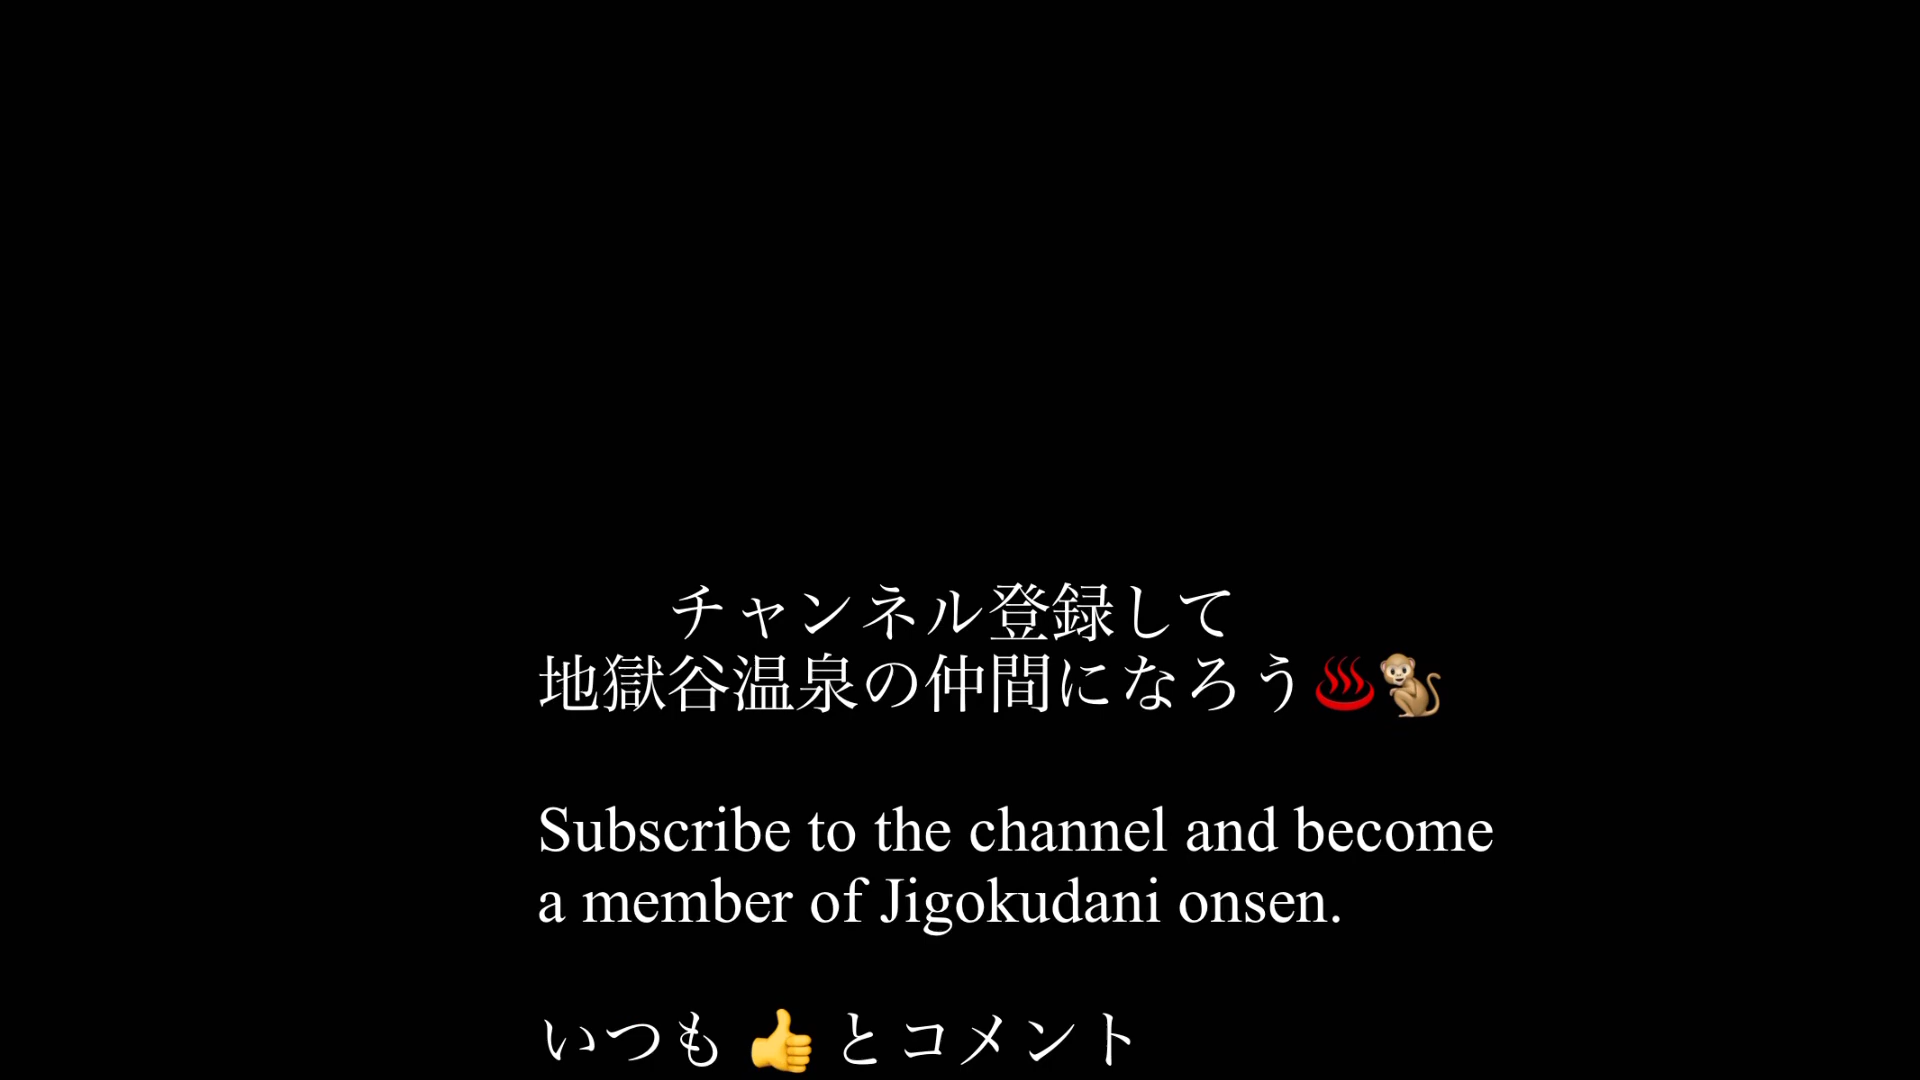 チャンネル登録して
地獄谷温泉の仲間になろう♨️🐒
Subscribe to the channel and become
a member of Jigokudani onsen.
いつも 👍 とコメント